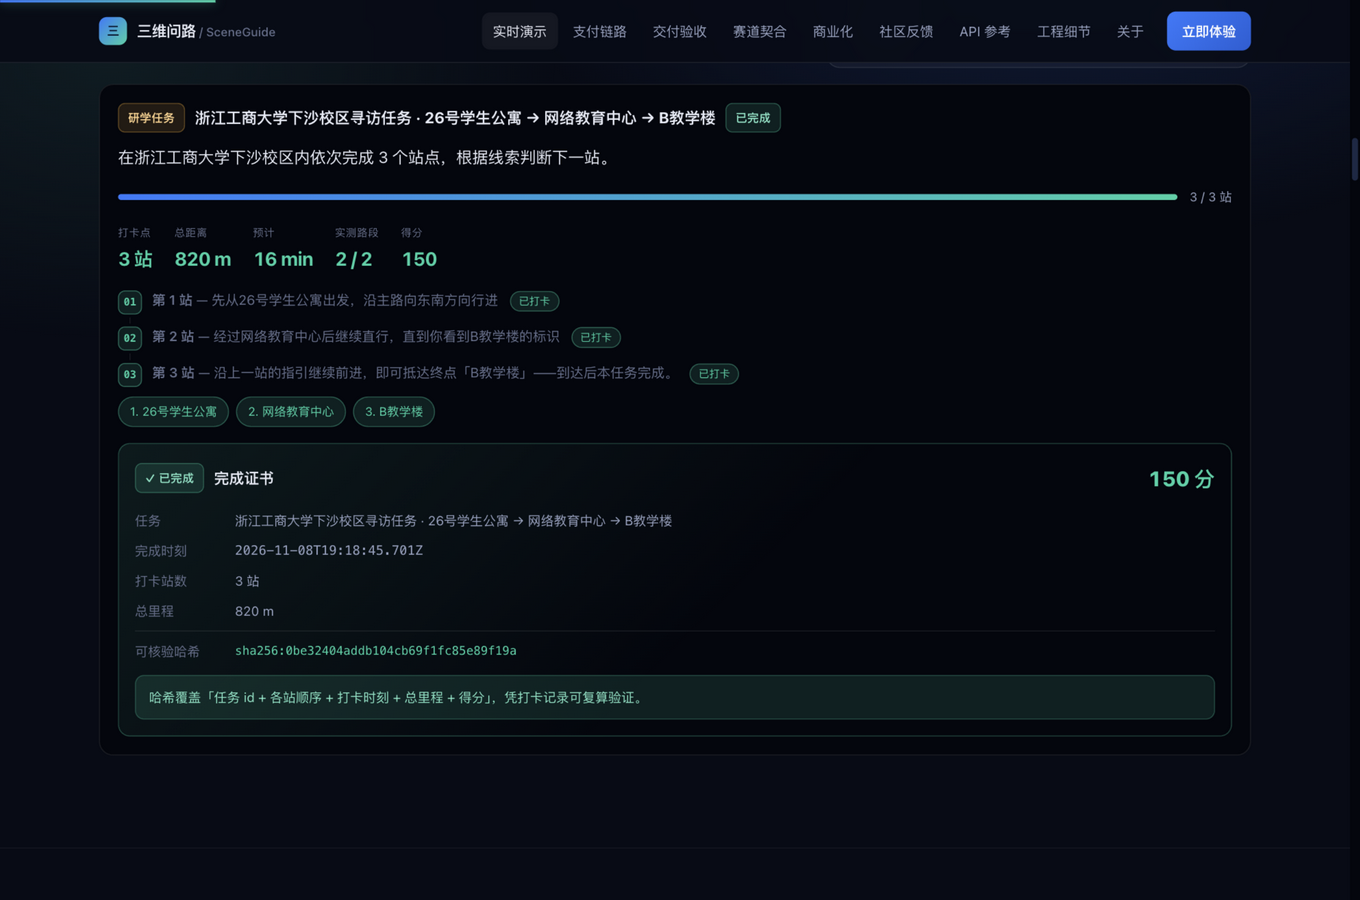 三 三维问路 / SceneGuide 实时演示 支付链路 交付验收 赛道契合 商业化 社区反馈 API 参考 工程细节 关于 立即体验
研学任务 浙江工商大学下沙校区寻访任务 · 26号学生公寓 → 网络教育中心 → B教学楼 已完成
在浙江工商大学下沙校区内依次完成 3 个站点，根据线索判断下一站。
3 / 3 站
打卡点 总距离 预计 实测路段 得分
3 站 820 m 16 min 2 / 2 150
01 第 1 站 — 先从26号学生公寓出发，沿主路向东南方向行进 已打卡
02 第 2 站 — 经过网络教育中心后继续直行，直到你看到B教学楼的标识 已打卡
03 第 3 站 — 沿上一站的指引继续前进，即可抵达终点「B教学楼」——到达后本任务完成。 已打卡
1. 26号学生公寓 2. 网络教育中心 3. B教学楼
✓ 已完成 完成证书 150 分
任务 浙江工商大学下沙校区寻访任务 · 26号学生公寓 → 网络教育中心 → B教学楼
完成时刻 2026-11-08T19:18:45.701Z
打卡站数 3 站
总里程 820 m
可核验哈希 sha256:0be32404addb104cb69f1fc85e89f19a
哈希覆盖「任务 id + 各站顺序 + 打卡时刻 + 总里程 + 得分」，凭打卡记录可复算验证。